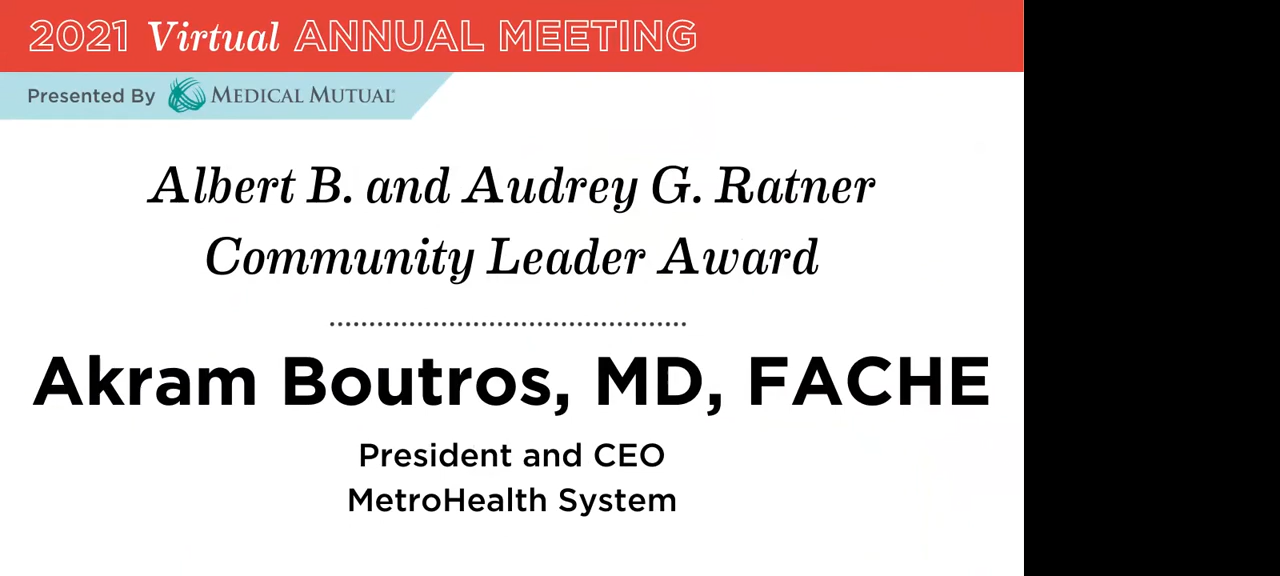 2021 Virtual ANNUAL MEETING
Presented By MEDICAL MUTUAL®
Albert B. and Audrey G. Ratner
Community Leader Award
Akram Boutros, MD, FACHE
President and CEO
MetroHealth System